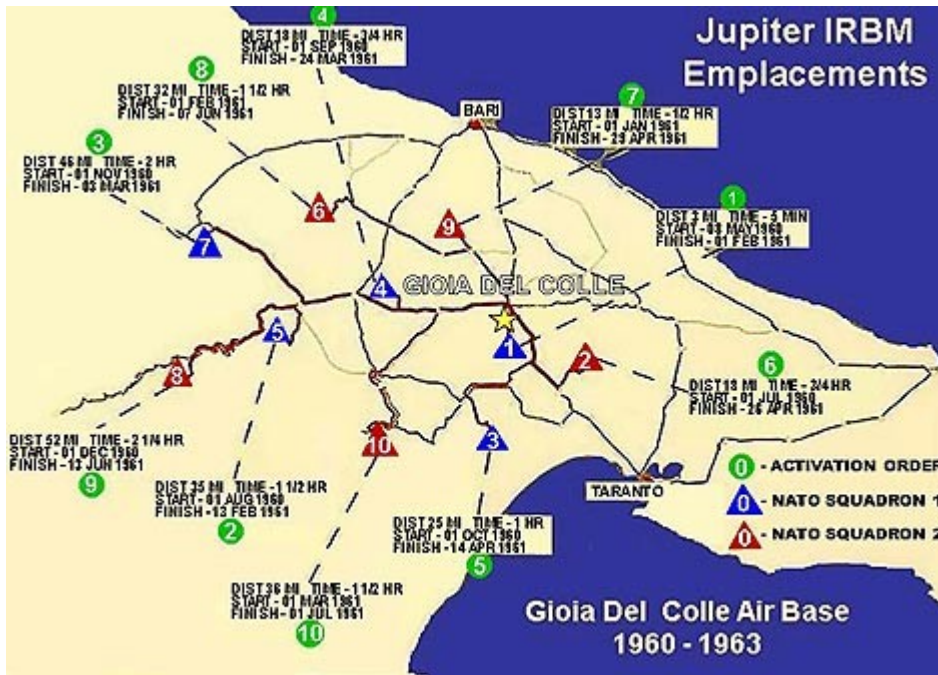 Jupiter IRBM
Emplacements
4
DIST 18 MI TIME - 3/4 HR
START - 01 SEP 1960
FINISH - 24 MAR 1961
8
DIST 32 MI TIME - 1 1/2 HR
START - 01 FEB 1961
FINISH - 07 JUN 1961
7
DIST 13 MI TIME - 1/2 HR
START - 01 JAN 1961
FINISH - 29 APR 1961
BARI
3
DIST 46 MI TIME - 2 HR
START - 01 NOV 1960
FINISH - 03 MAR 1961
1
DIST 3 MI TIME - 5 MIN
START - 08 MAY 1960
FINISH - 01 FEB 1961
6
9
7
4
GIOIA DEL COLLE
5
1
2
8
6
DIST 18 MI TIME - 3/4 HR
START - 01 JUL 1960
FINISH - 26 APR 1961
10
3
DIST 52 MI TIME - 2 1/4 HR
START - 01 DEC 1960
FINISH - 13 JUN 1961
9
DIST 35 MI TIME - 1 1/2 HR
START - 01 AUG 1960
FINISH - 13 FEB 1961
2
TARANTO
0 - ACTIVATION ORDER
0 - NATO SQUADRON 1
0 - NATO SQUADRON 2
DIST 25 MI TIME - 1 HR
START - 01 OCT 1960
FINISH - 14 APR 1961
5
DIST 36 MI TIME - 1 1/2 HR
START - 01 MAR 1961
FINISH - 01 JUL 1961
10
Gioia Del Colle Air Base
1960 - 1963